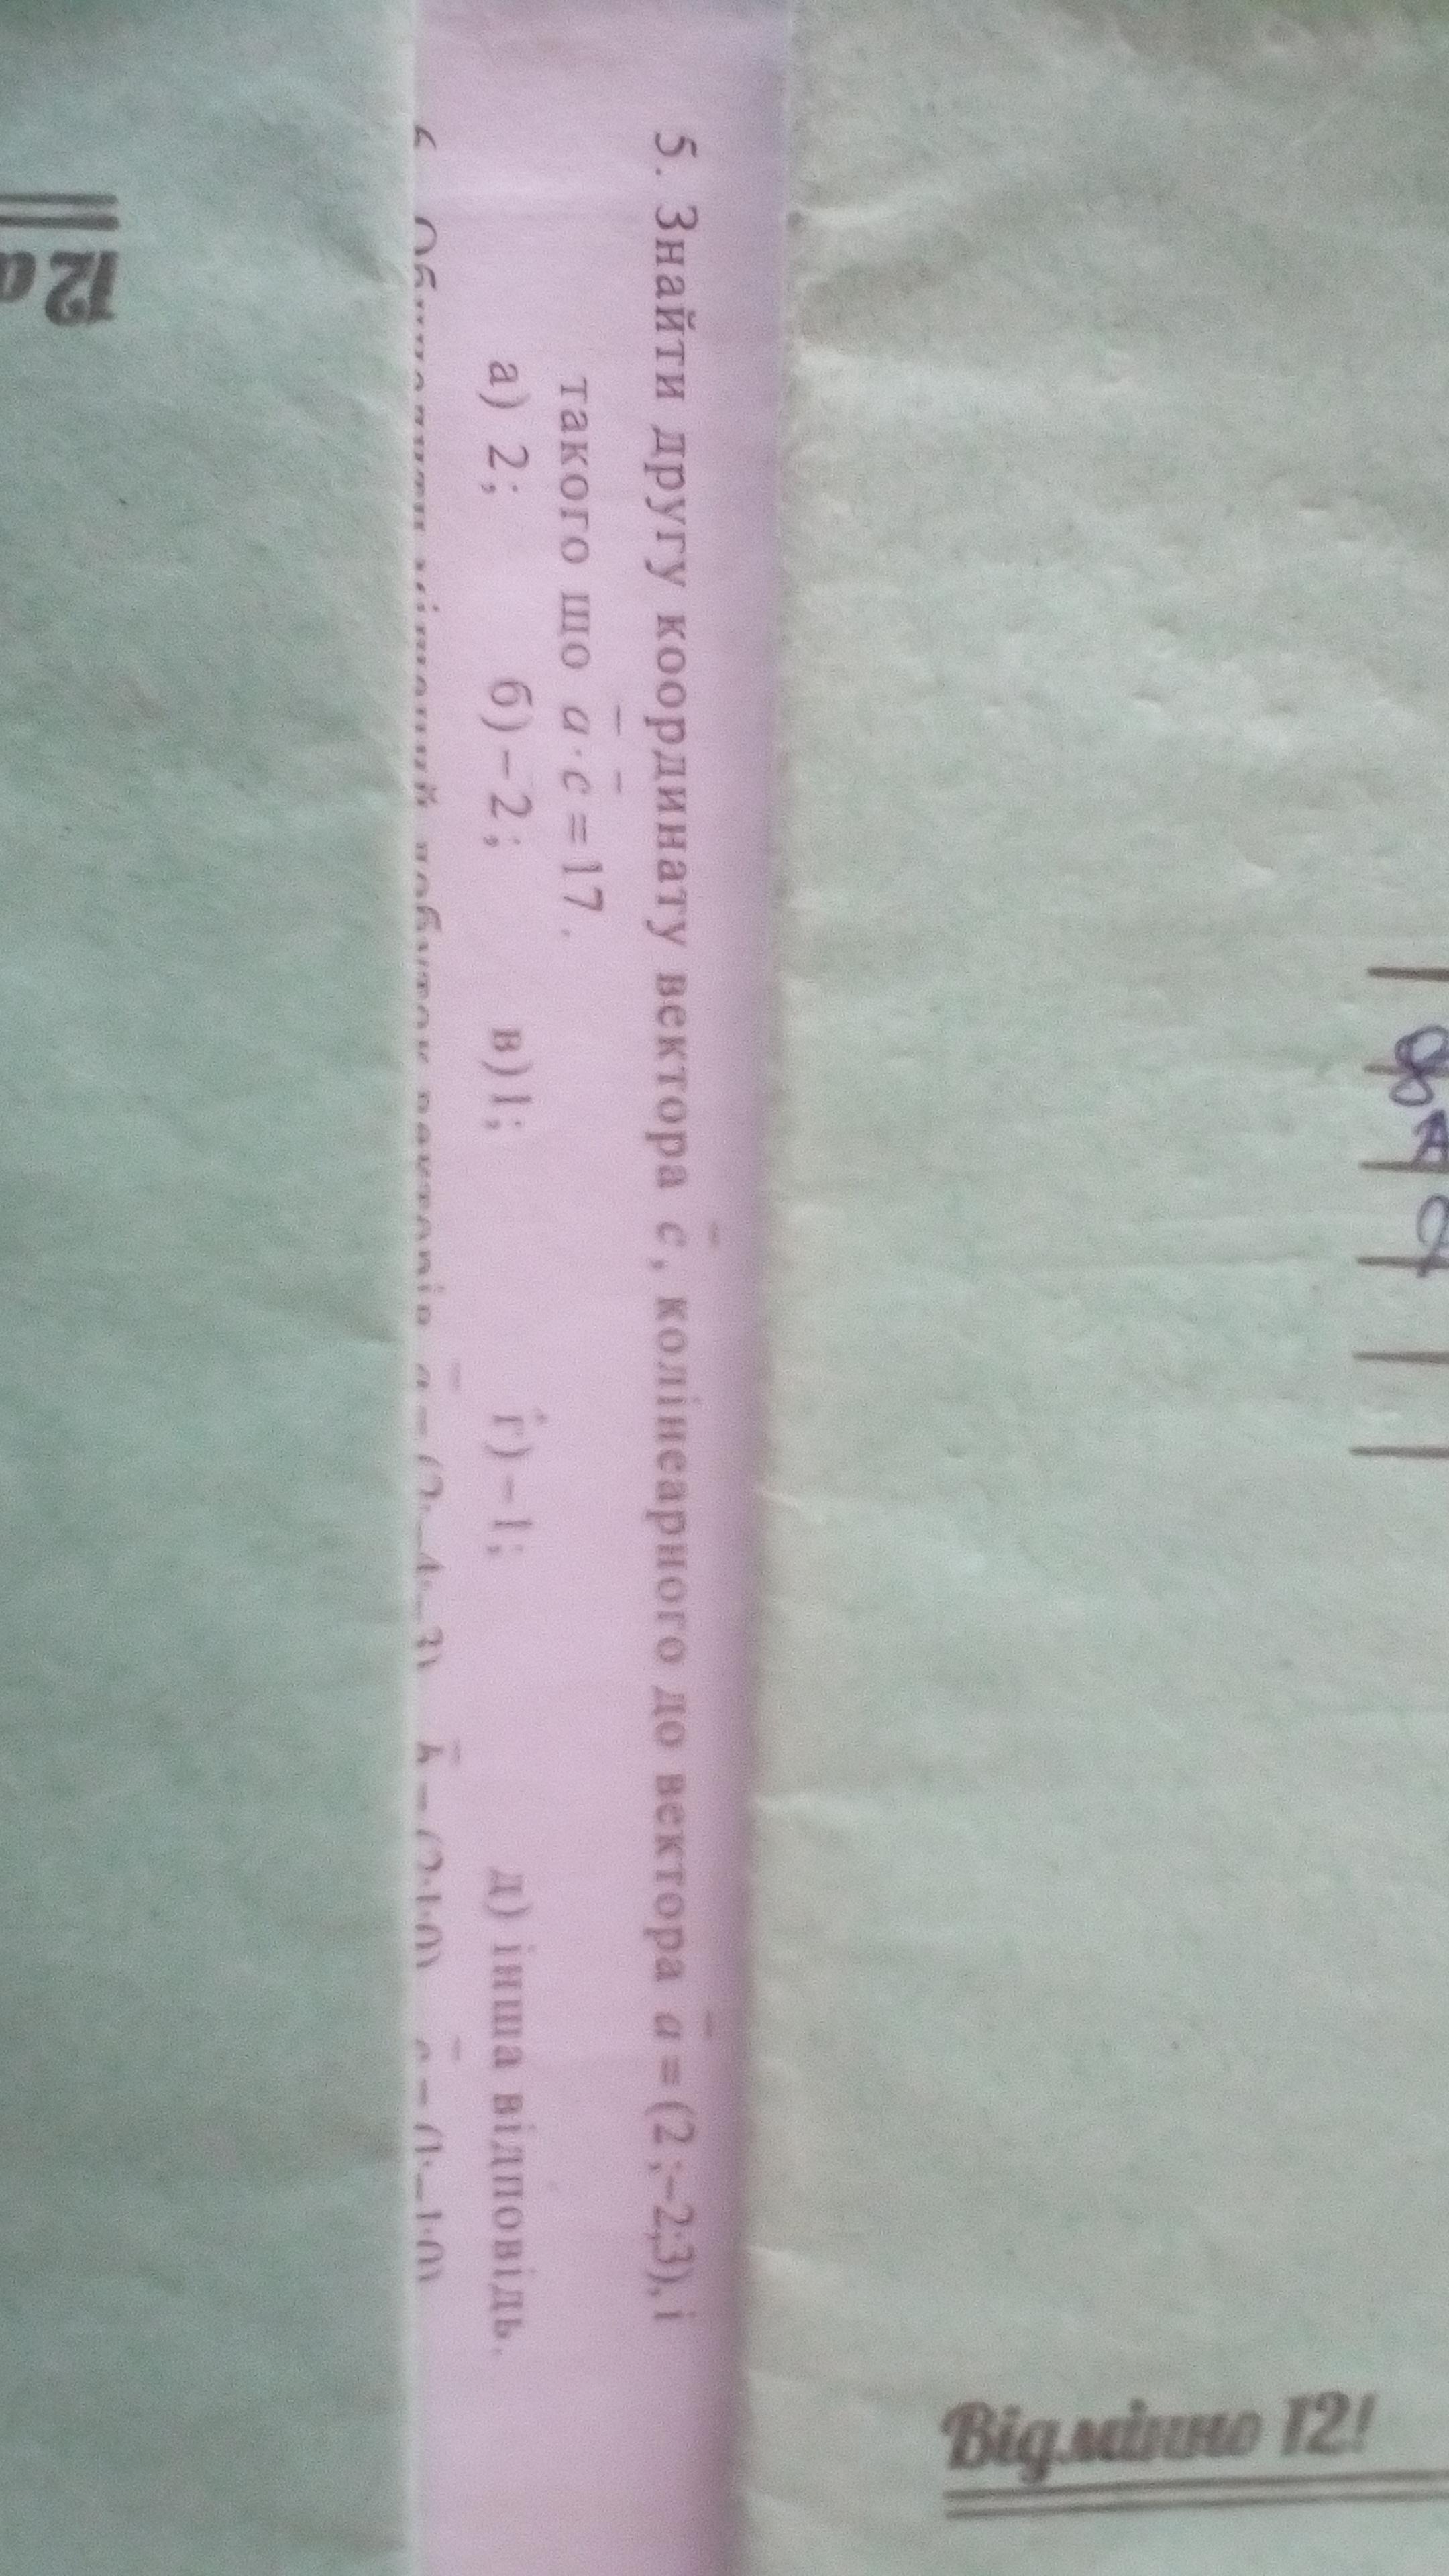 5. Знайти другу координату вектора c̄, колінеарного до вектора ā = (2;−2;3), і
такого що ā·c̄ = 17.
а) 2; б) −2; в) 1; г) −1; д) інша відповідь.
Відмінно 12!
12